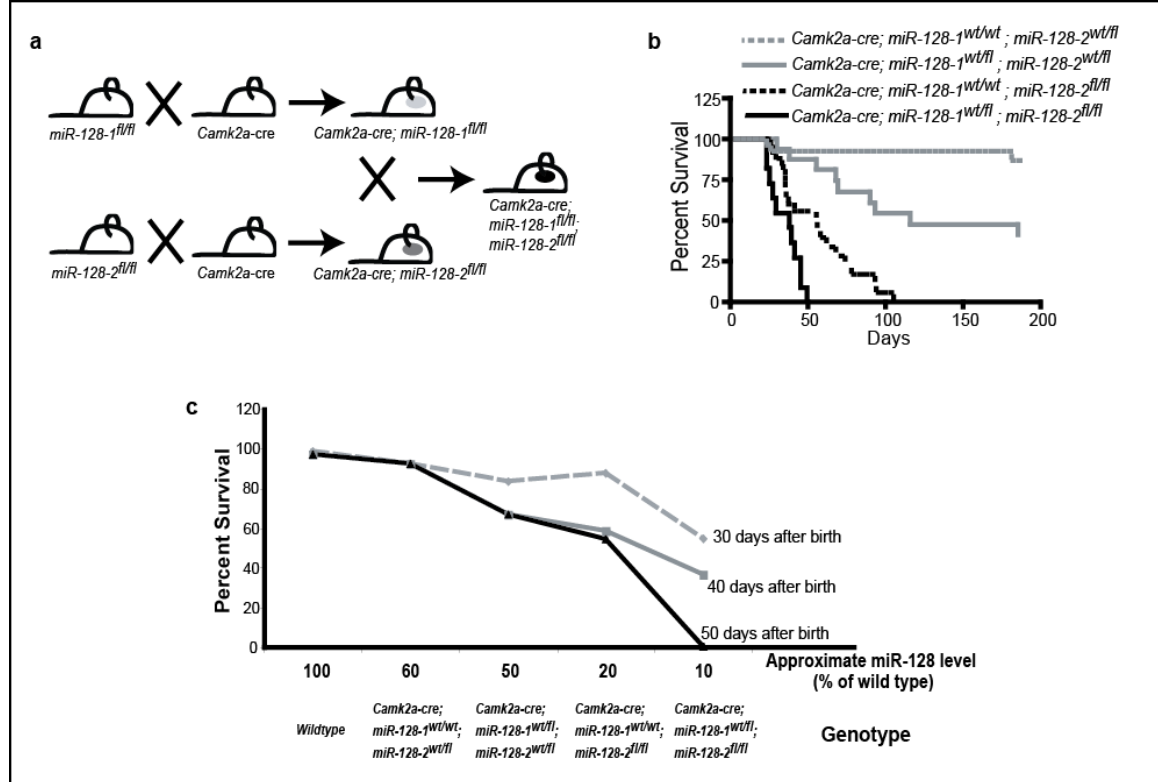 a
miR-128-1fl/fl
Camk2a-cre
Camk2a-cre; miR-128-1fl/fl
Camk2a-cre;
miR-128-1fl/fl;
miR-128-2fl/fl
miR-128-2fl/fl
Camk2a-cre
Camk2a-cre; miR-128-2fl/fl
b
Camk2a-cre; miR-128-1wt/wt ; miR-128-2wt/fl
Camk2a-cre; miR-128-1wt/fl ; miR-128-2wt/fl
Camk2a-cre; miR-128-1wt/wt ; miR-128-2fl/fl
Camk2a-cre; miR-128-1wt/fl ; miR-128-2fl/fl
Percent Survival
125
100
75
50
25
0
0 50 100 150 200
Days
c
Percent Survival
120
100
80
60
40
20
0
30 days after birth
40 days after birth
50 days after birth
100 60 50 20 10
Approximate miR-128 level
(% of wild type)
Wildtype
Camk2a-cre;
miR-128-1wt/wt;
miR-128-2wt/fl
Camk2a-cre;
miR-128-1wt/fl;
miR-128-2wt/fl
Camk2a-cre;
miR-128-1wt/wt;
miR-128-2fl/fl
Camk2a-cre;
miR-128-1wt/fl;
miR-128-2fl/fl
Genotype